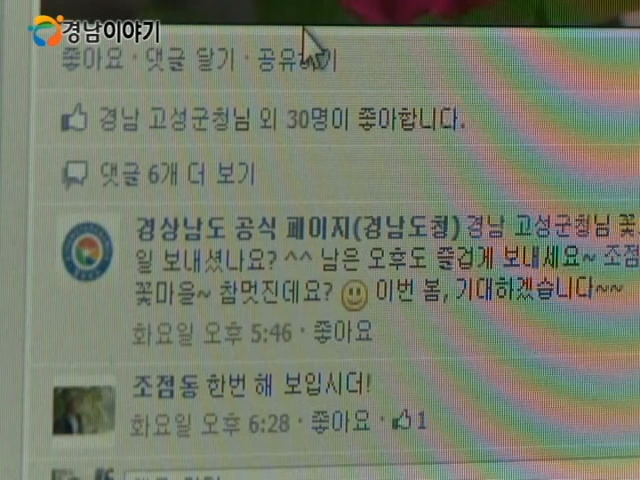 경남이야기
좋아요 · 댓글 달기 · 공유하기
경남 고성군청님 외 30명이 좋아합니다.
댓글 6개 더 보기
경상남도 공식 페이지(경남도청) 경남 고성군청님 꽃
일 보내셨나요? ^^ 남은 오후도 즐겁게 보내세요~ 조점
꽃마을~ 참멋진데요? 이번 봄, 기대하겠습니다~~
화요일 오후 5:46 · 좋아요
조점동 한번 해 보입시더!
화요일 오후 6:28 · 좋아요 · 1